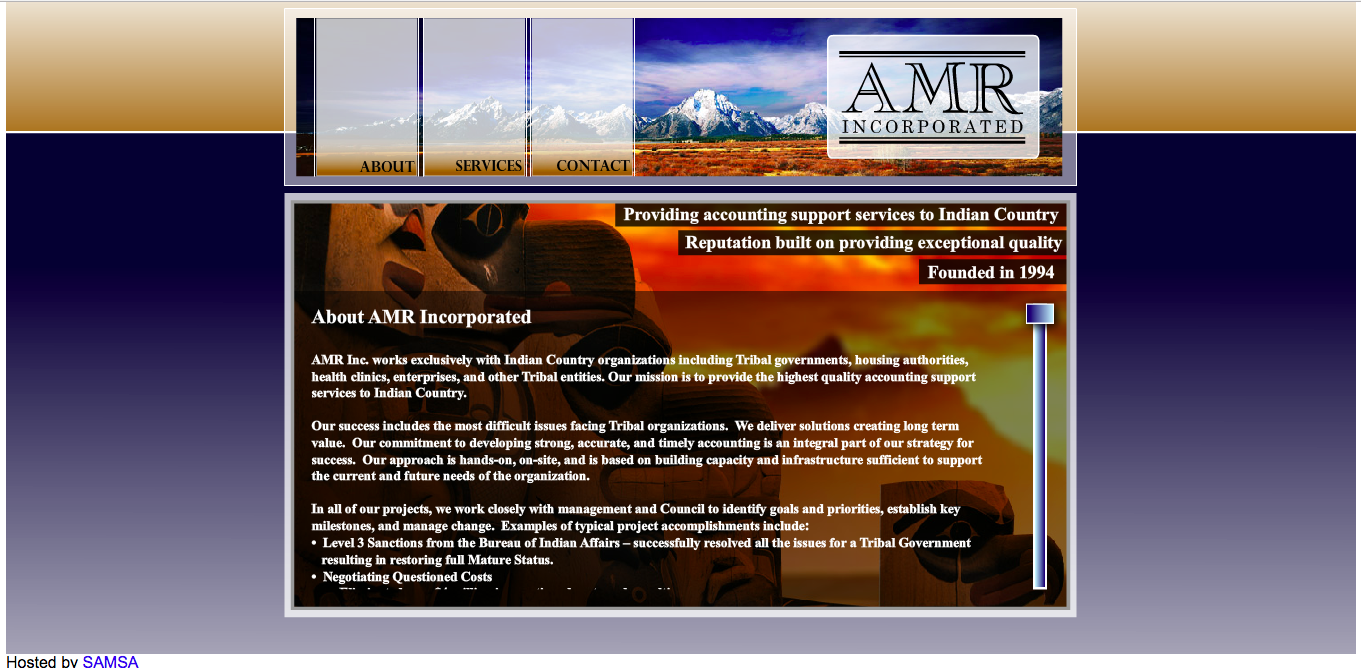 ABOUT
SERVICES
CONTACT
AMR
INCORPORATED
Providing accounting support services to Indian Country
Reputation built on providing exceptional quality
Founded in 1994
About AMR Incorporated
AMR Inc. works exclusively with Indian Country organizations including Tribal governments, housing authorities,
health clinics, enterprises, and other Tribal entities. Our mission is to provide the highest quality accounting support
services to Indian Country.
Our success includes the most difficult issues facing Tribal organizations.  We deliver solutions creating long term
value.  Our commitment to developing strong, accurate, and timely accounting is an integral part of our strategy for
success.  Our approach is hands-on, on-site, and is based on building capacity and infrastructure sufficient to support
the current and future needs of the organization.
In all of our projects, we work closely with management and Council to identify goals and priorities, establish key
milestones, and manage change.  Examples of typical project accomplishments include:
•  Level 3 Sanctions from the Bureau of Indian Affairs – successfully resolved all the issues for a Tribal Government
resulting in restoring full Mature Status.
•  Negotiating Questioned Costs
Hosted by SAMSA